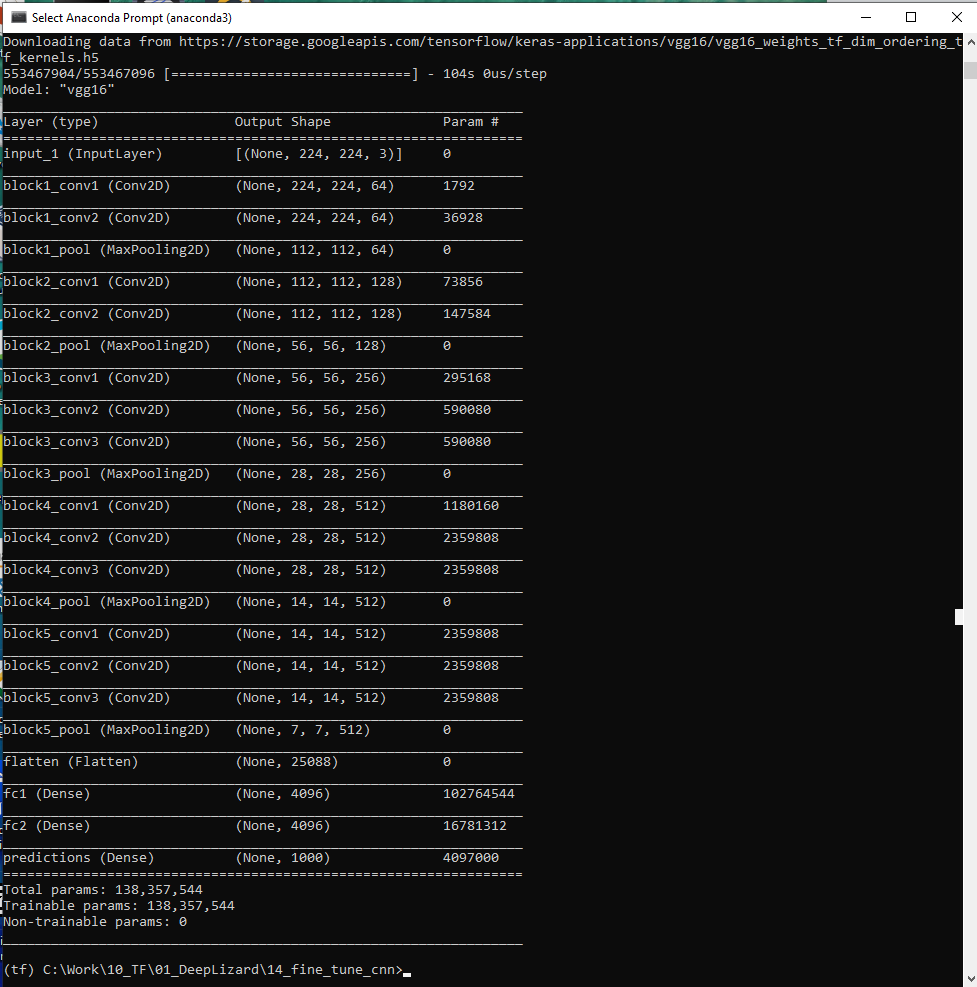 Select Anaconda Prompt (anaconda3)
Downloading data from https://storage.googleapis.com/tensorflow/keras-applications/vgg16/vgg16_weights_tf_dim_ordering_t
f_kernels.h5
553467904/553467096 [==============================] - 104s 0us/step
Model: "vgg16"
_________________________________________________________________
Layer (type)                 Output Shape              Param #
=================================================================
input_1 (InputLayer)         [(None, 224, 224, 3)]     0
_________________________________________________________________
block1_conv1 (Conv2D)        (None, 224, 224, 64)      1792
_________________________________________________________________
block1_conv2 (Conv2D)        (None, 224, 224, 64)      36928
_________________________________________________________________
block1_pool (MaxPooling2D)   (None, 112, 112, 64)      0
_________________________________________________________________
block2_conv1 (Conv2D)        (None, 112, 112, 128)     73856
_________________________________________________________________
block2_conv2 (Conv2D)        (None, 112, 112, 128)     147584
_________________________________________________________________
block2_pool (MaxPooling2D)   (None, 56, 56, 128)       0
_________________________________________________________________
block3_conv1 (Conv2D)        (None, 56, 56, 256)       295168
_________________________________________________________________
block3_conv2 (Conv2D)        (None, 56, 56, 256)       590080
_________________________________________________________________
block3_conv3 (Conv2D)        (None, 56, 56, 256)       590080
_________________________________________________________________
block3_pool (MaxPooling2D)   (None, 28, 28, 256)       0
_________________________________________________________________
block4_conv1 (Conv2D)        (None, 28, 28, 512)       1180160
_________________________________________________________________
block4_conv2 (Conv2D)        (None, 28, 28, 512)       2359808
_________________________________________________________________
block4_conv3 (Conv2D)        (None, 28, 28, 512)       2359808
_________________________________________________________________
block4_pool (MaxPooling2D)   (None, 14, 14, 512)       0
_________________________________________________________________
block5_conv1 (Conv2D)        (None, 14, 14, 512)       2359808
_________________________________________________________________
block5_conv2 (Conv2D)        (None, 14, 14, 512)       2359808
_________________________________________________________________
block5_conv3 (Conv2D)        (None, 14, 14, 512)       2359808
_________________________________________________________________
block5_pool (MaxPooling2D)   (None, 7, 7, 512)         0
_________________________________________________________________
flatten (Flatten)            (None, 25088)             0
_________________________________________________________________
fc1 (Dense)                  (None, 4096)              102764544
_________________________________________________________________
fc2 (Dense)                  (None, 4096)              16781312
_________________________________________________________________
predictions (Dense)          (None, 1000)              4097000
=================================================================
Total params: 138,357,544
Trainable params: 138,357,544
Non-trainable params: 0
_________________________________________________________________
(tf) C:\Work\10_TF\01_DeepLizard\14_fine_tune_cnn>